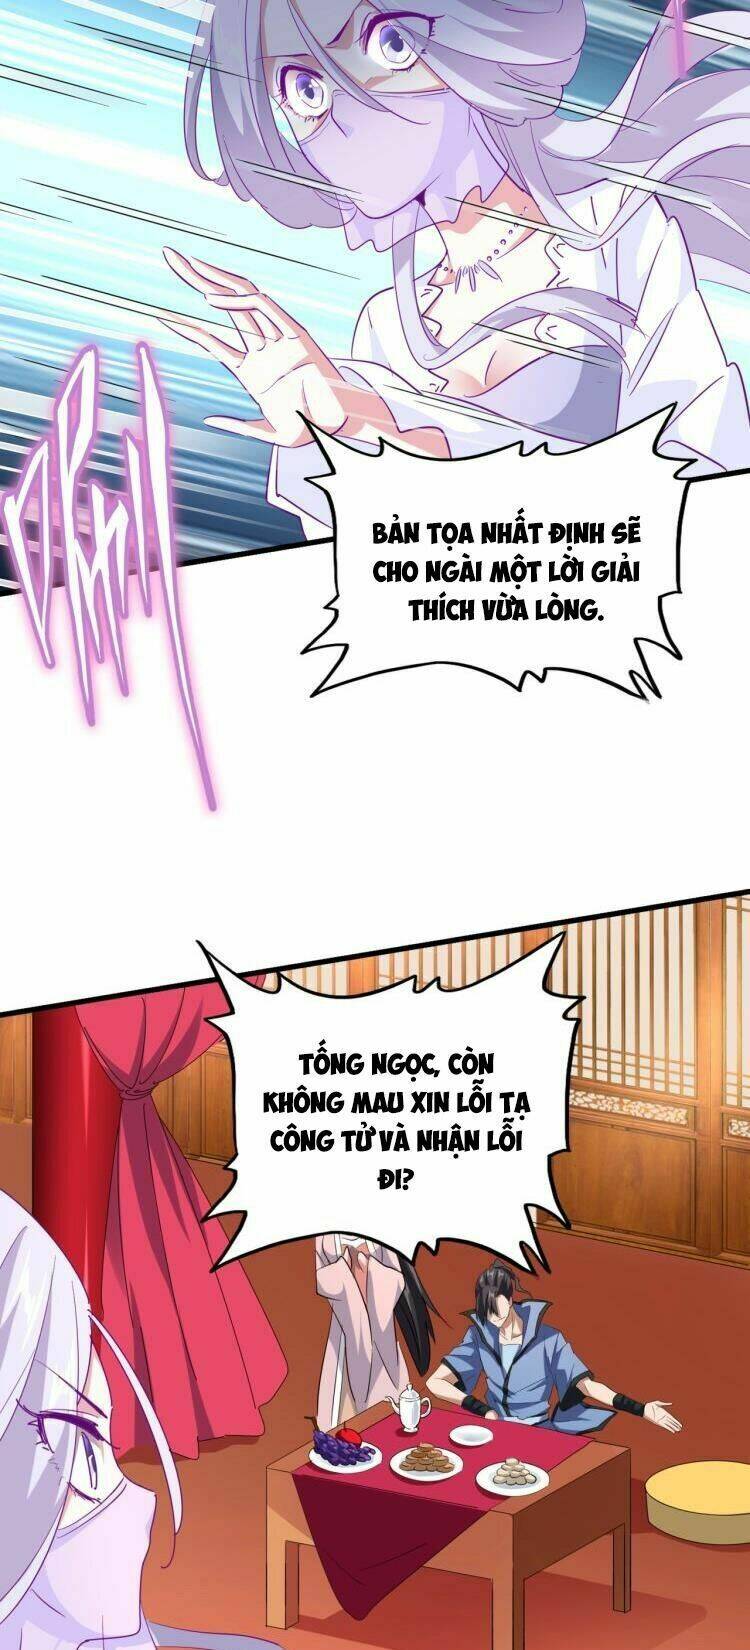 BẢN TỌA NHẤT ĐỊNH SẼ
CHO NGÀI MỘT LỜI GIẢI
THÍCH VỪA LÒNG.
TỐNG NGỌC, CÒN
KHÔNG MAU XIN LỖI TẠ
CÔNG TỬ VÀ NHẬN LỖI
ĐI?